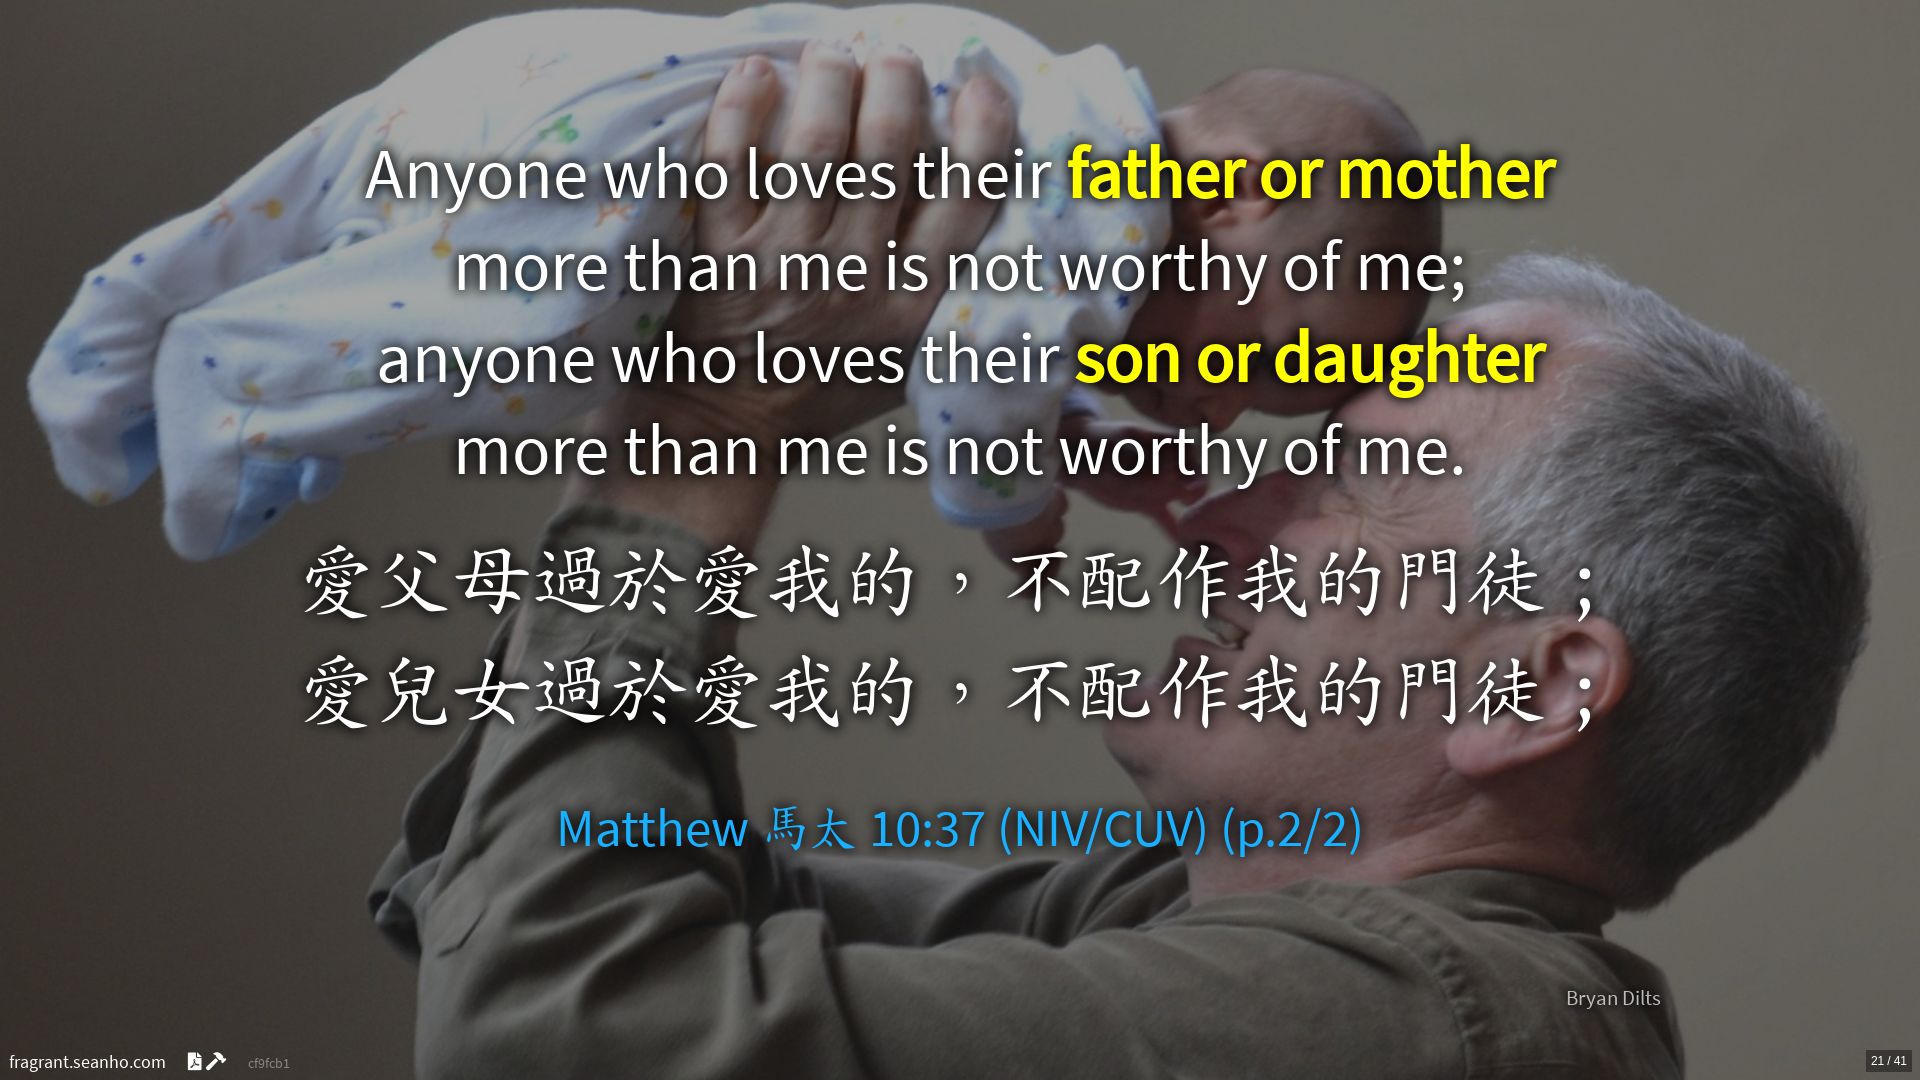 Anyone who loves their father or mother
more than me is not worthy of me;
anyone who loves their son or daughter
more than me is not worthy of me.
愛父母過於愛我的，不配作我的門徒；
愛兒女過於愛我的，不配作我的門徒；
Matthew 馬太 10:37 (NIV/CUV) (p.2/2)
Bryan Dilts
fragrant.seanho.com cf9fcb1
21 / 41